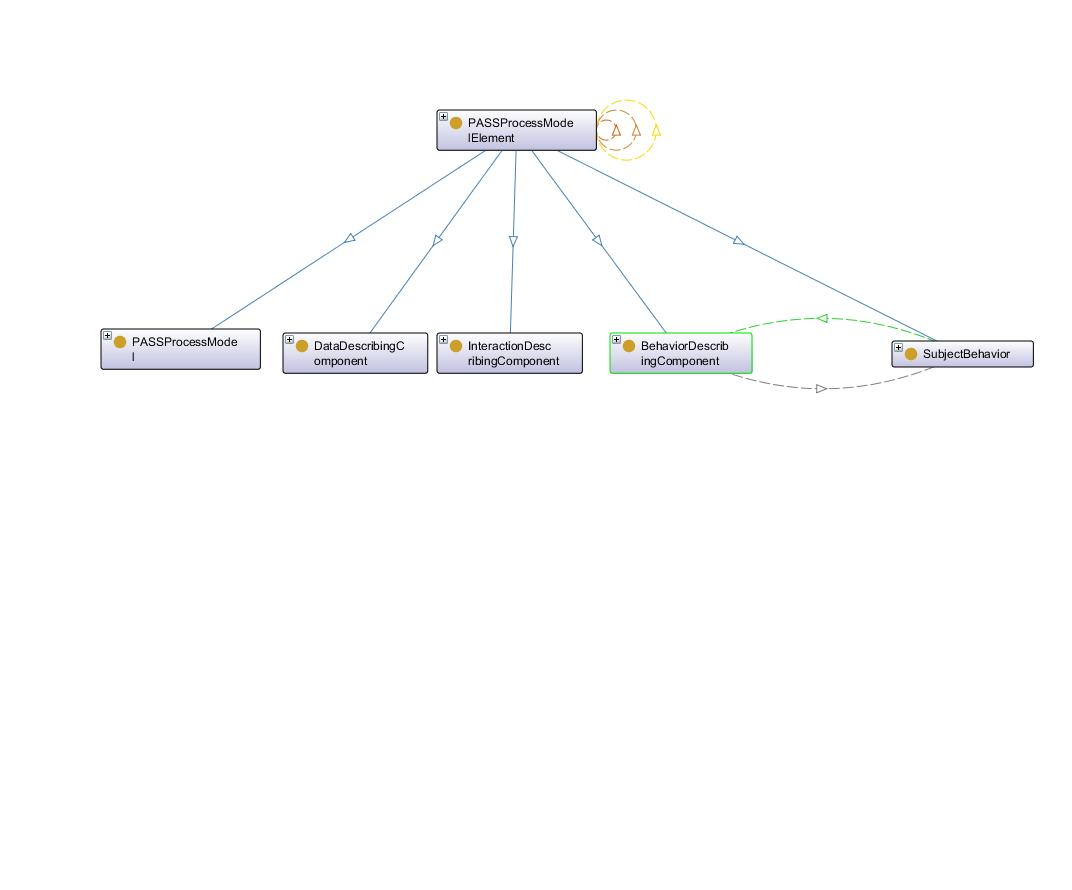 PASSProcessMode
lElement
PASSProcessMode
l
DataDescribingC
omponent
InteractionDesc
ribingComponent
BehaviorDescrib
ingComponent
SubjectBehavior